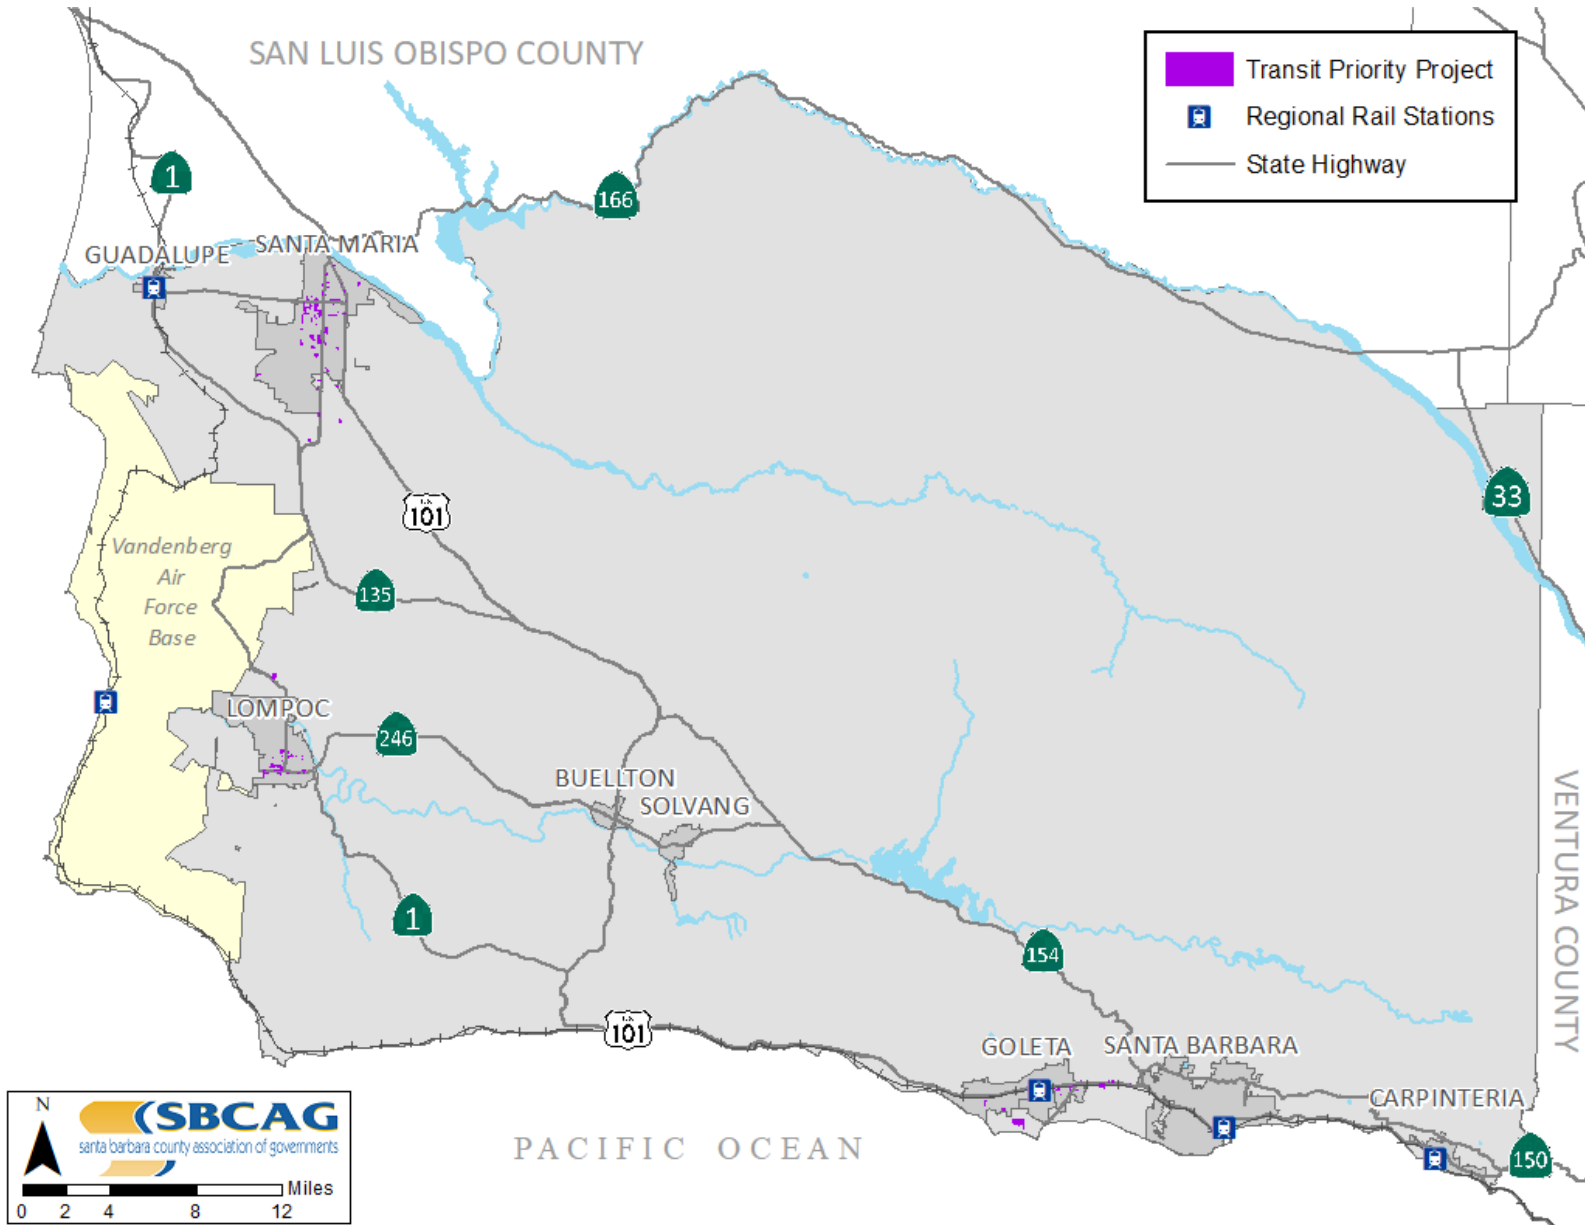 SAN LUIS OBISPO COUNTY
Transit Priority Project
Regional Rail Stations
State Highway
1
166
GUADALUPE
SANTA MARIA
33
101
Vandenberg
Air
Force
Base
135
LOMPOC
246
BUELLTON
SOLVANG
VENTURA COUNTY
1
154
101
GOLETA
SANTA BARBARA
CARPINTERIA
150
PACIFIC OCEAN
N
SBCAG
santa barbara county association of governments
Miles
0 2 4 8 12